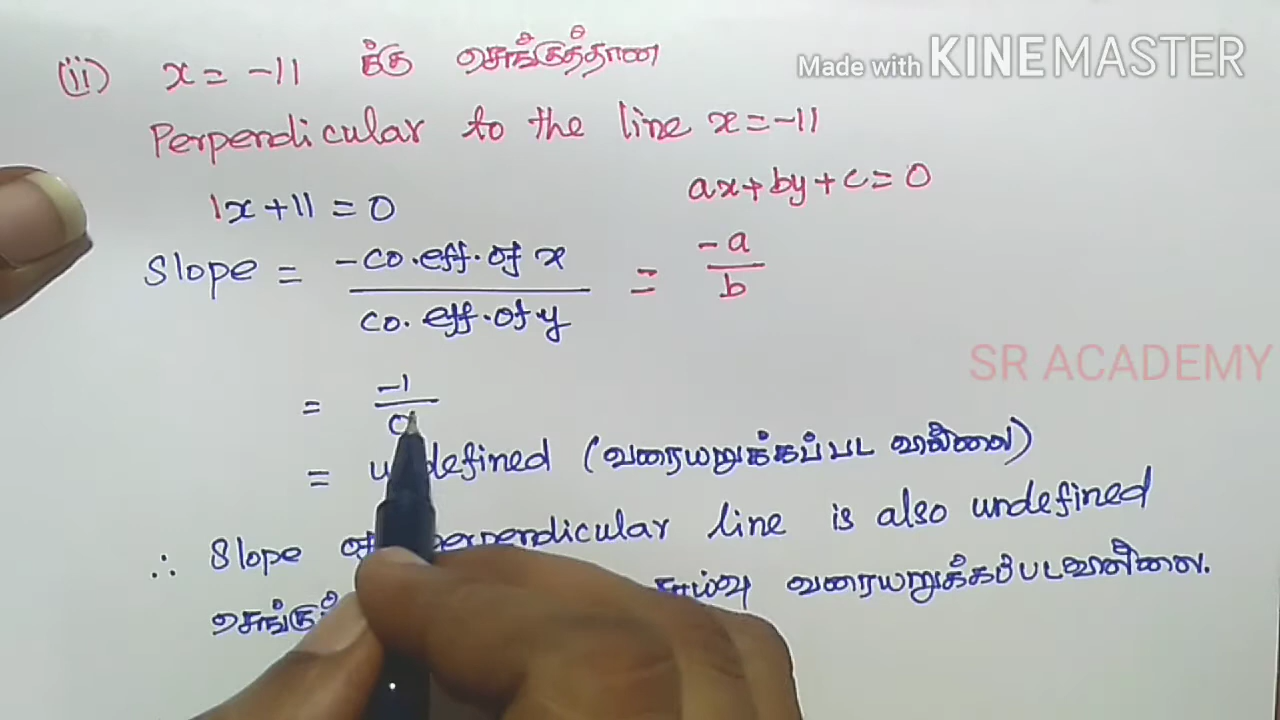 Made with KINEMASTER
(ii) x = -11 க்கு செங்குத்தான
Perpendicular to the line x = -11
1x + 11 = 0
ax + by + c = 0
Slope = -co.eff.of x / co.eff.of y = -a / b
= -1 / 0
= undefined (வரையறுக்கப்பட வில்லை)
SR ACADEMY
∴ Slope of perpendicular line is also undefined
வரையறுக்கப்படவில்லை.